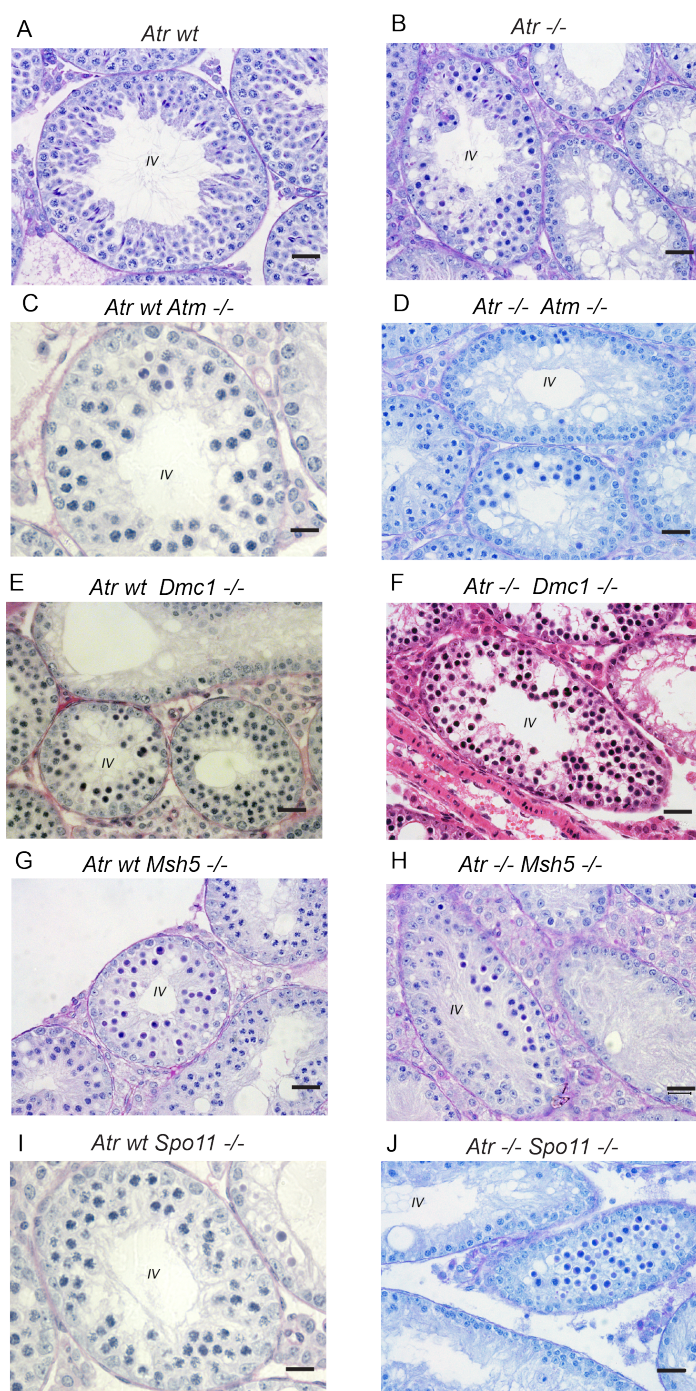 A
Atr wt
IV
B
Atr -/-
IV
C
Atr wt Atm -/-
IV
D
Atr -/- Atm -/-
IV
E
Atr wt Dmc1 -/-
IV
F
Atr -/- Dmc1 -/-
IV
G
Atr wt Msh5 -/-
IV
H
Atr -/- Msh5 -/-
IV
I
Atr wt Spo11 -/-
IV
J
Atr -/- Spo11 -/-
IV